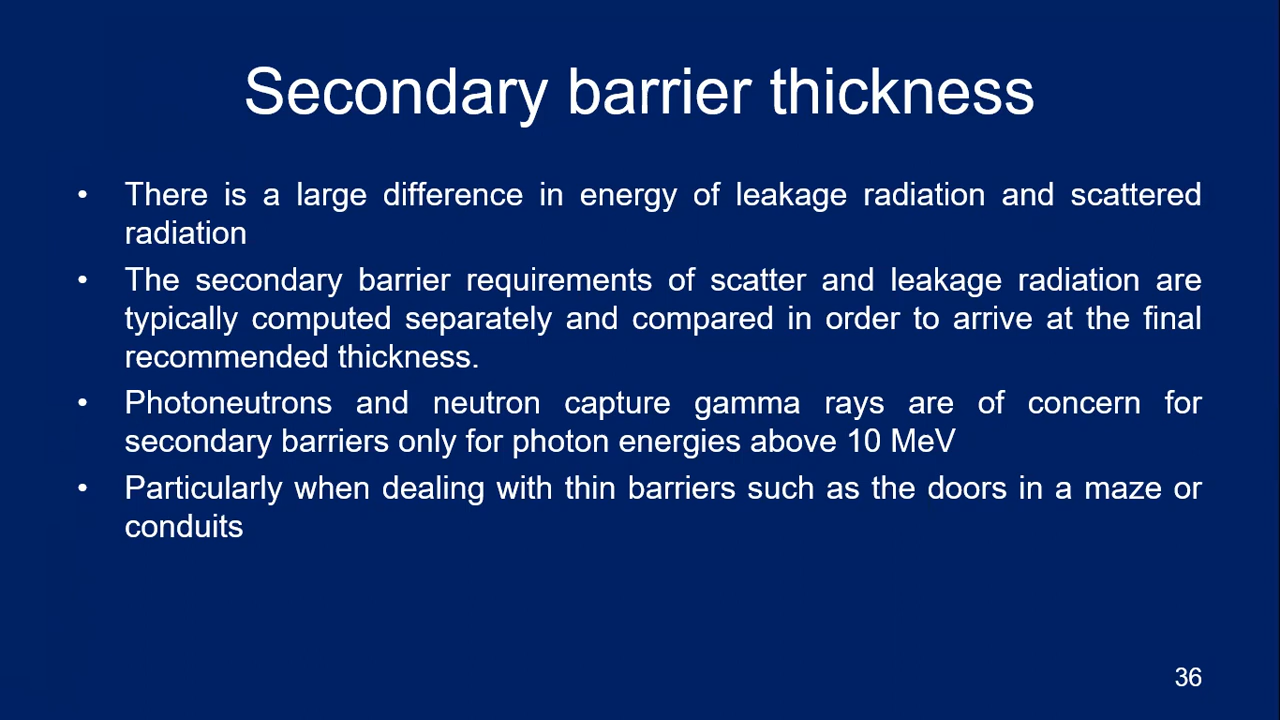 Secondary barrier thickness
• There is a large difference in energy of leakage radiation and scattered
radiation
• The secondary barrier requirements of scatter and leakage radiation are
typically computed separately and compared in order to arrive at the final
recommended thickness.
• Photoneutrons and neutron capture gamma rays are of concern for
secondary barriers only for photon energies above 10 MeV
• Particularly when dealing with thin barriers such as the doors in a maze or
conduits
36